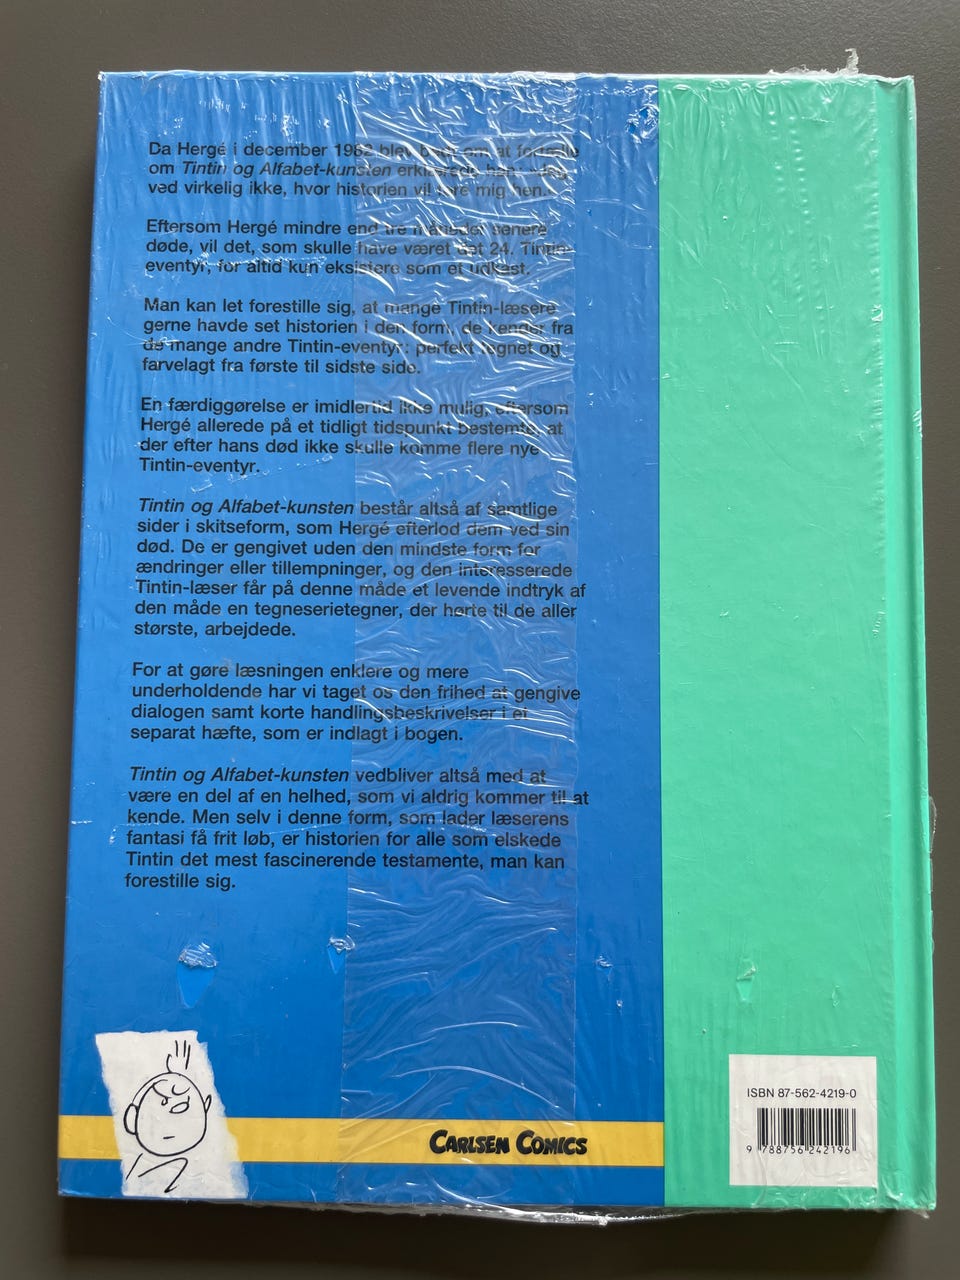 Da Hergé i december 1982 blev bedt om at fortælle
om Tintin og Alfabet-kunsten erklærede han: »Jeg
ved virkelig ikke, hvor historien vil føre mig hen.«
Eftersom Hergé mindre end tre måneder senere
døde, vil det, som skulle have været det 24. Tintin-
eventyr, for altid kun eksistere som et udkast.
Man kan let forestille sig, at mange Tintin-læsere
gerne havde set historien i den form, de kender fra
de mange andre Tintin-eventyr: perfekt tegnet og
farvelagt fra første til sidste side.
En færdiggørelse er imidlertid ikke mulig, eftersom
Hergé allerede på et tidligt tidspunkt bestemte, at
der efter hans død ikke skulle komme flere nye
Tintin-eventyr.
Tintin og Alfabet-kunsten består altså af samtlige
sider i skitseform, som Hergé efterlod dem ved sin
død. De er gengivet uden den mindste form for
ændringer eller tillempninger, og den interesserede
Tintin-læser får på denne måde et levende indtryk af
den måde en tegneserietegner, der hørte til de aller
største, arbejdede.
For at gøre læsningen enklere og mere
underholdende har vi taget os den frihed at gengive
dialogen samt korte handlingsbeskrivelser i et
separat hæfte, som er indlagt i bogen.
Tintin og Alfabet-kunsten vedbliver altså med at
være en del af en helhed, som vi aldrig kommer til at
kende. Men selv i denne form, som lader læserens
fantasi få frit løb, er historien for alle som elskede
Tintin det mest fascinerende testamente, man kan
forestille sig.
CARLSEN COMICS
ISBN 87-562-4219-0
9 788756 242196